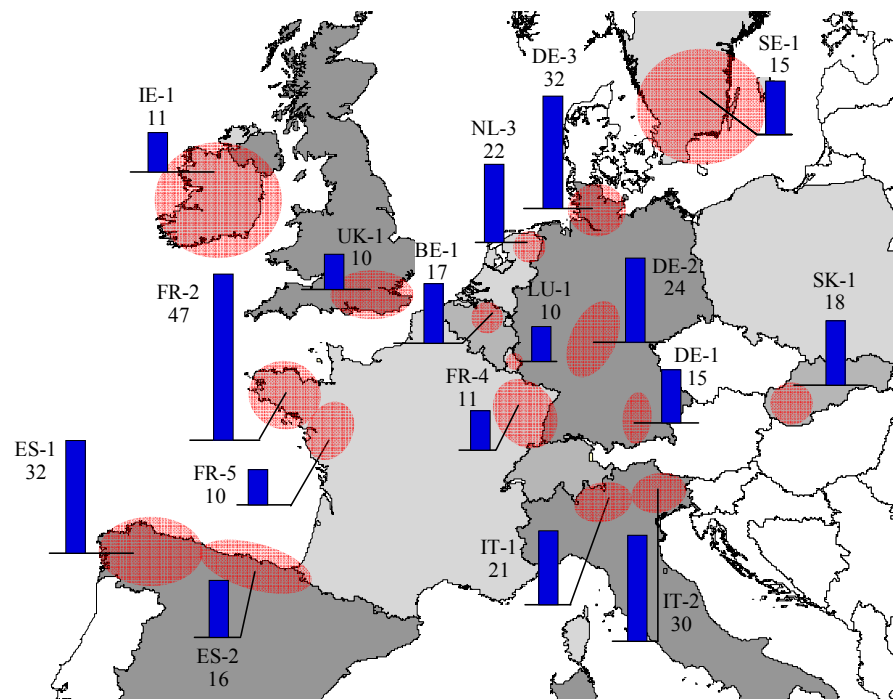 DE-3
32
SE-1
15
IE-1
11
NL-3
22
UK-1
10
BE-1
17
FR-2
47
LU-1
10
DE-2
24
SK-1
18
DE-1
15
FR-4
11
ES-1
32
FR-5
10
IT-1
21
IT-2
30
ES-2
16